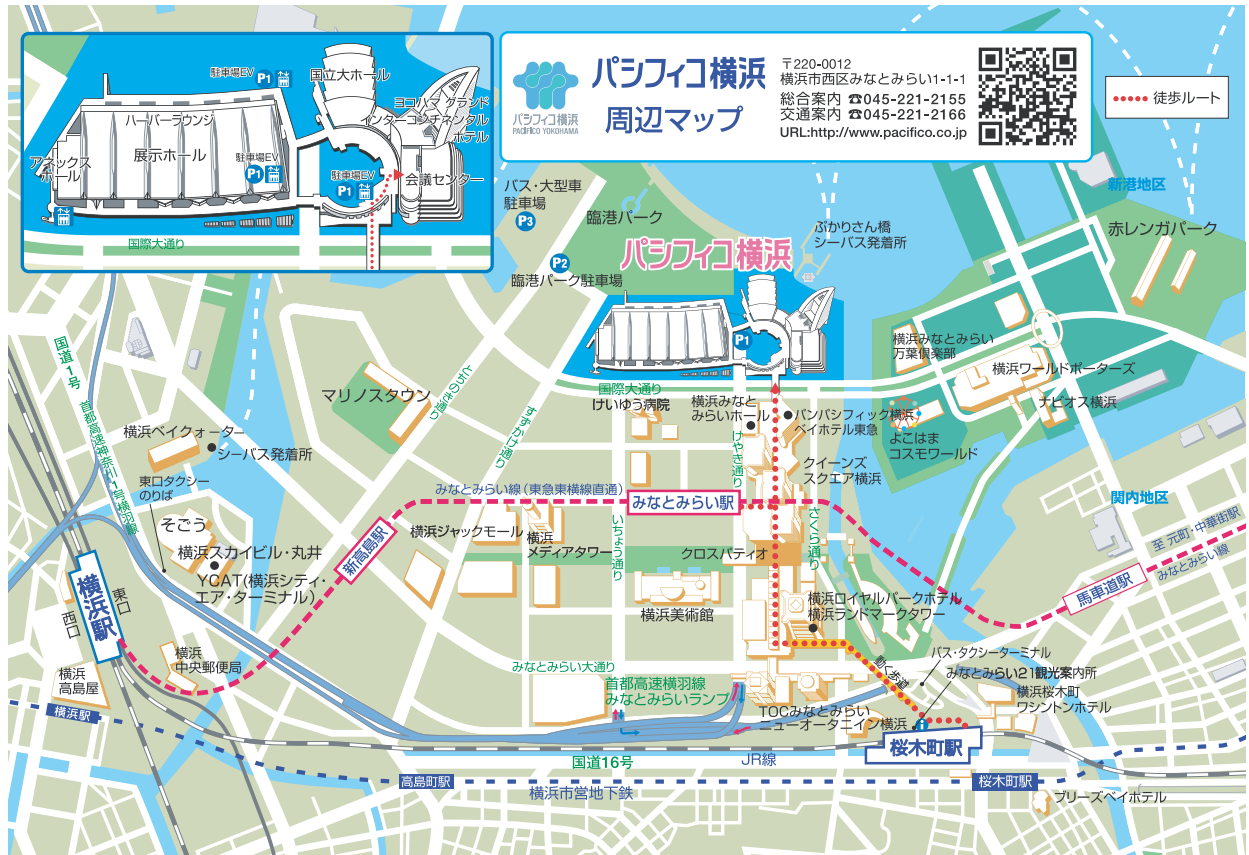 駐車場EV P1
国立大ホール
ヨコハマ グランド
インターコンチネンタル
ホテル
ハーバーラウンジ
展示ホール
アネックス
ホール
駐車場EV
P1
駐車場EV
P1
会議センター
国際大通り
パシフィコ横浜
PACIFICO YOKOHAMA
パシフィコ横浜
周辺マップ
〒220-0012
横浜市西区みなとみらい1-1-1
総合案内 ☎045-221-2155
交通案内 ☎045-221-2166
URL:http://www.pacifico.co.jp
徒歩ルート
バス・大型車
駐車場
P3
臨港パーク
P2
臨港パーク駐車場
パシフィコ横浜
ぷかりさん橋
シーバス発着所
新港地区
赤レンガパーク
P1
国道1号
首都高速神奈川1号横羽線
マリノスタウン
とちのき通り
すずかけ通り
国際大通り
けいゆう病院
横浜みなと
みらいホール
パンパシフィック横浜
ベイホテル東急
横浜みなとみらい
万葉倶楽部
横浜ワールドポーターズ
ナビオス横浜
よこはま
コスモワールド
横浜ベイクォーター
シーバス発着所
東口タクシー
のりば
けやき通り
クイーンズ
スクエア横浜
みなとみらい線(東急東横線直通)
みなとみらい駅
関内地区
至 元町・中華街駅
みなとみらい線
馬車道駅
そごう
横浜スカイビル・丸井
YCAT(横浜シティ・
エア・ターミナル)
新高島駅
横浜ジャックモール
横浜
メディアタワー
いちょう通り
クロスパティオ
さくら通り
横浜美術館
横浜ロイヤルパークホテル
横浜ランドマークタワー
横浜駅
東口
西口
横浜
中央郵便局
横浜
高島屋
みなとみらい大通り
首都高速横羽線
みなとみらいランプ
動く歩道
バス・タクシーターミナル
みなとみらい21観光案内所
横浜桜木町
ワシントンホテル
TOCみなとみらい
ニューオータニイン横浜
i
桜木町駅
横浜駅
国道16号
JR線
高島町駅
横浜市営地下鉄
桜木町駅
ブリーズベイホテル